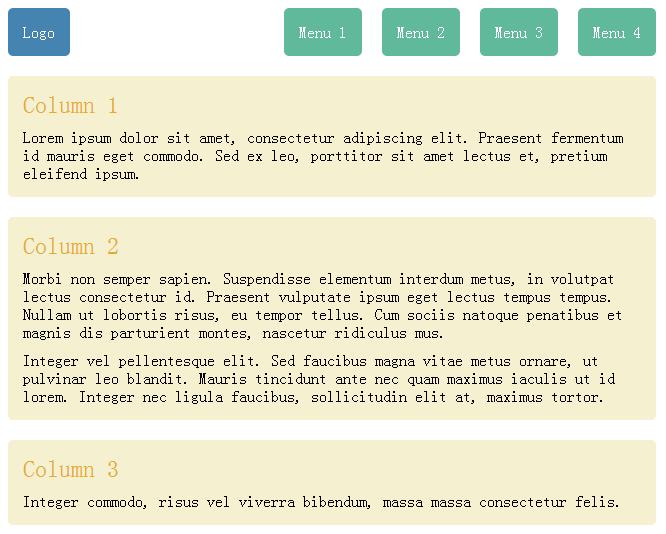 Logo
Menu 1
Menu 2
Menu 3
Menu 4
Column 1
Lorem ipsum dolor sit amet, consectetur adipiscing elit. Praesent fermentum
id mauris eget commodo. Sed ex leo, porttitor sit amet lectus et, pretium
eleifend ipsum.
Column 2
Morbi non semper sapien. Suspendisse elementum interdum metus, in volutpat
lectus consectetur id. Praesent vulputate ipsum eget lectus tempus tempus.
Nullam ut lobortis risus, eu tempor tellus. Cum sociis natoque penatibus et
magnis dis parturient montes, nascetur ridiculus mus.
Integer vel pellentesque elit. Sed faucibus magna vitae metus ornare, ut
pulvinar leo blandit. Mauris tincidunt ante nec quam maximus iaculis ut id
lorem. Integer nec ligula faucibus, sollicitudin elit at, maximus tortor.
Column 3
Integer commodo, risus vel viverra bibendum, massa massa consectetur felis.